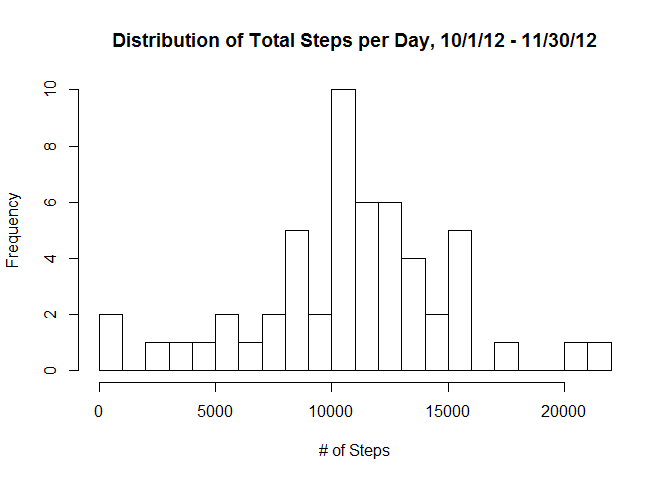 Distribution of Total Steps per Day, 10/1/12 - 11/30/12
Frequency
10
8
6
4
2
0
0 5000 10000 15000 20000
# of Steps